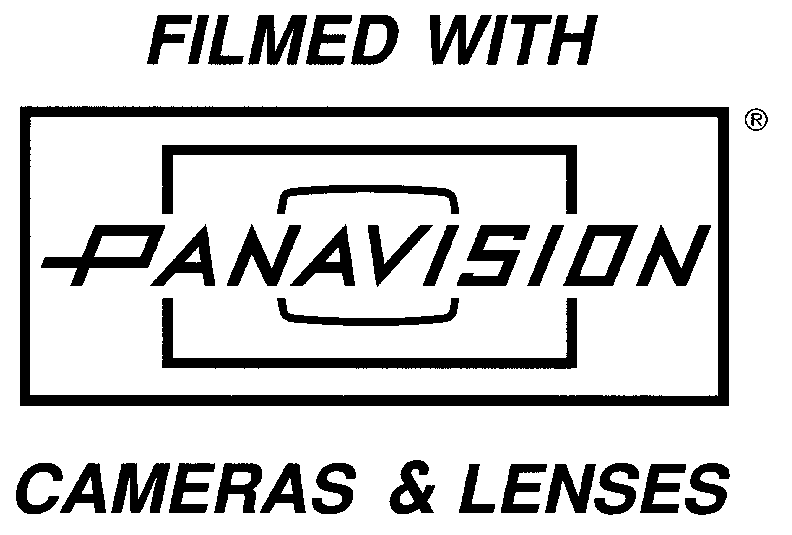 FILMED WITH
PANAVISION ®
CAMERAS & LENSES